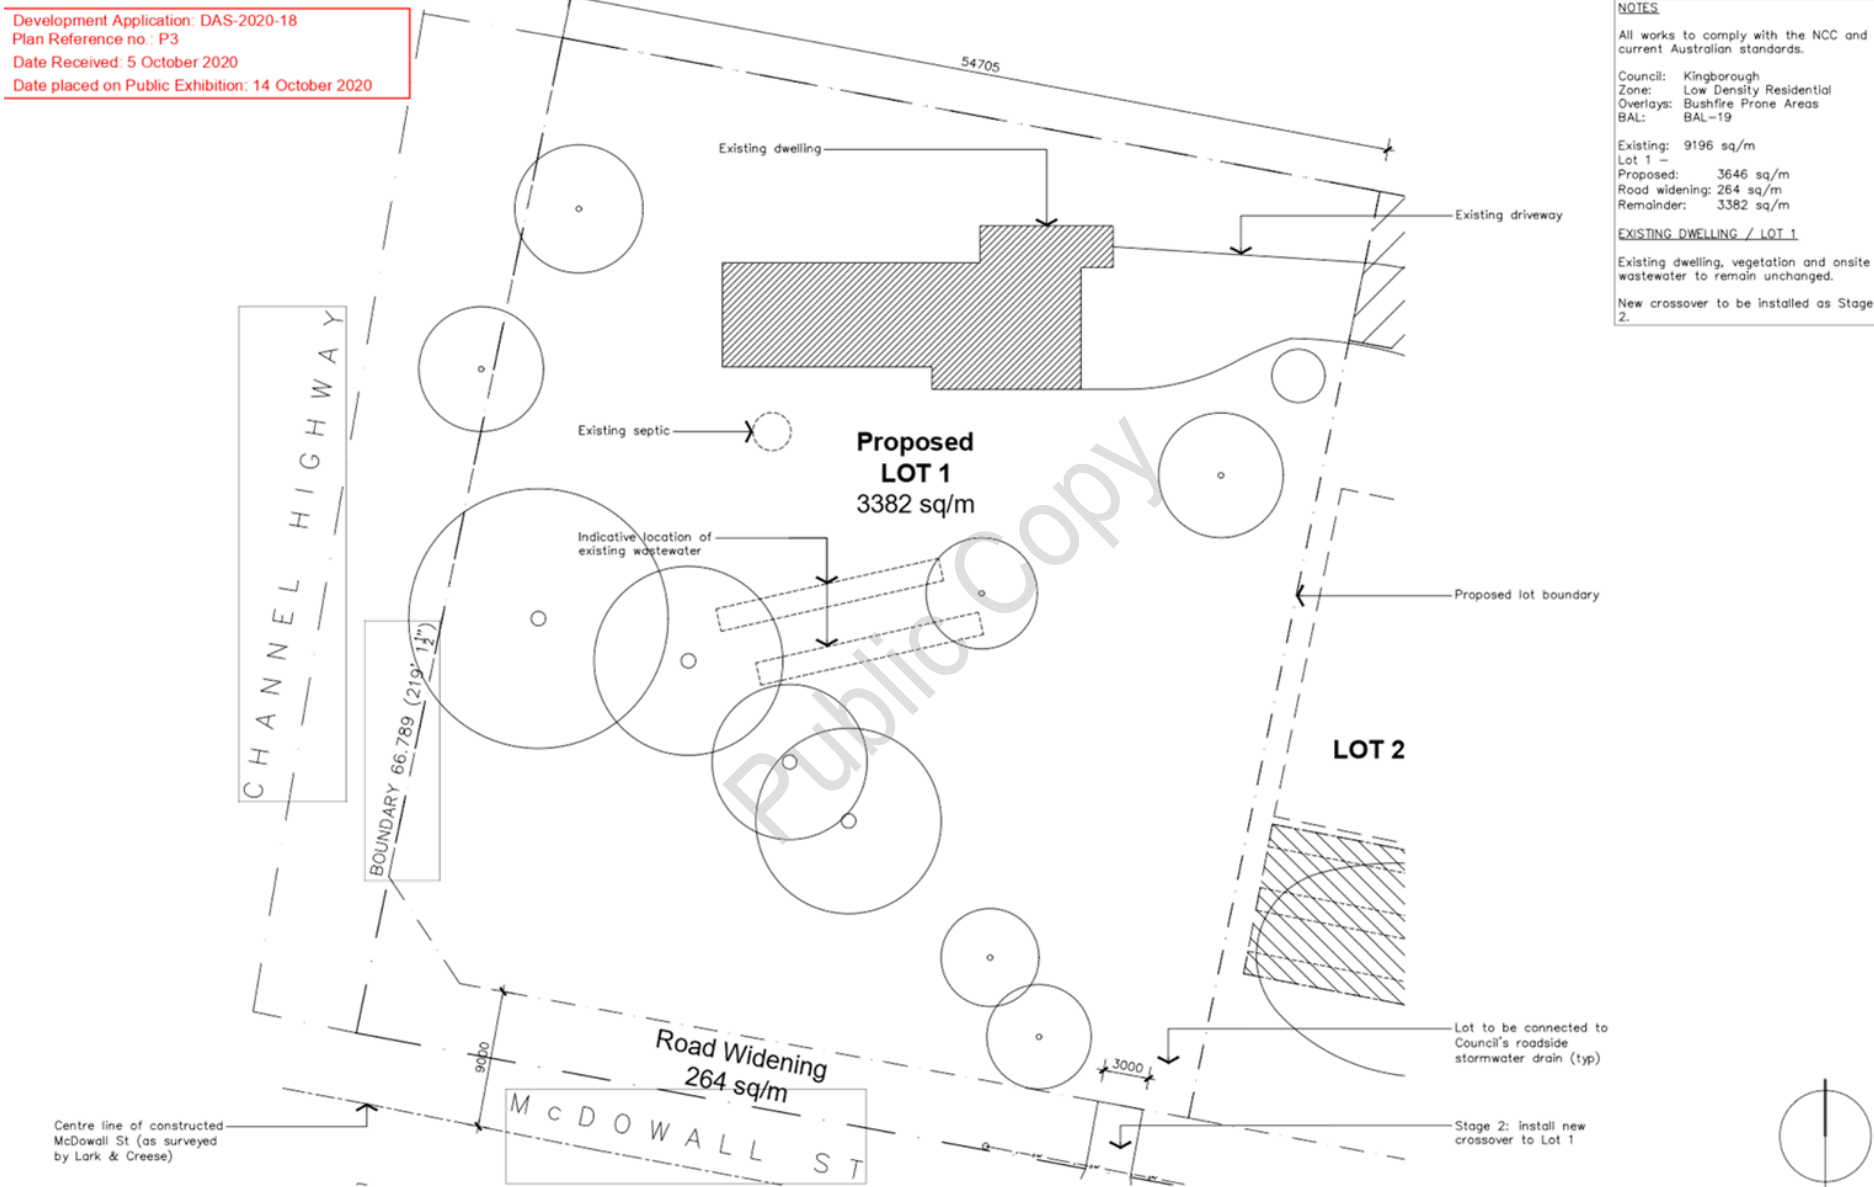 Development Application: DAS-2020-18
Plan Reference no.: P3
Date Received: 5 October 2020
Date placed on Public Exhibition: 14 October 2020
NOTES
All works to comply with the NCC and
current Australian standards.
Council: Kingborough
Zone: Low Density Residential
Overlays: Bushfire Prone Areas
BAL: BAL-19
Existing: 9196 sq/m
Lot 1 -
Proposed: 3646 sq/m
Road widening: 264 sq/m
Remainder: 3382 sq/m
EXISTING DWELLING / LOT 1
Existing dwelling, vegetation and onsite
wastewater to remain unchanged.
New crossover to be installed as Stage
2.
54705
Existing dwelling
Existing driveway
CHANNEL HIGHWAY
Existing septic
Proposed
LOT 1
3382 sq/m
Indicative location of
existing wastewater
Public Copy
Proposed lot boundary
BOUNDARY 66.789 (219' 1½")
LOT 2
Road Widening
264 sq/m
9000
3000
McDOWALL ST
Lot to be connected to
Council's roadside
stormwater drain (typ)
Centre line of constructed
McDowall St (as surveyed
by Lark & Creese)
Stage 2: install new
crossover to Lot 1